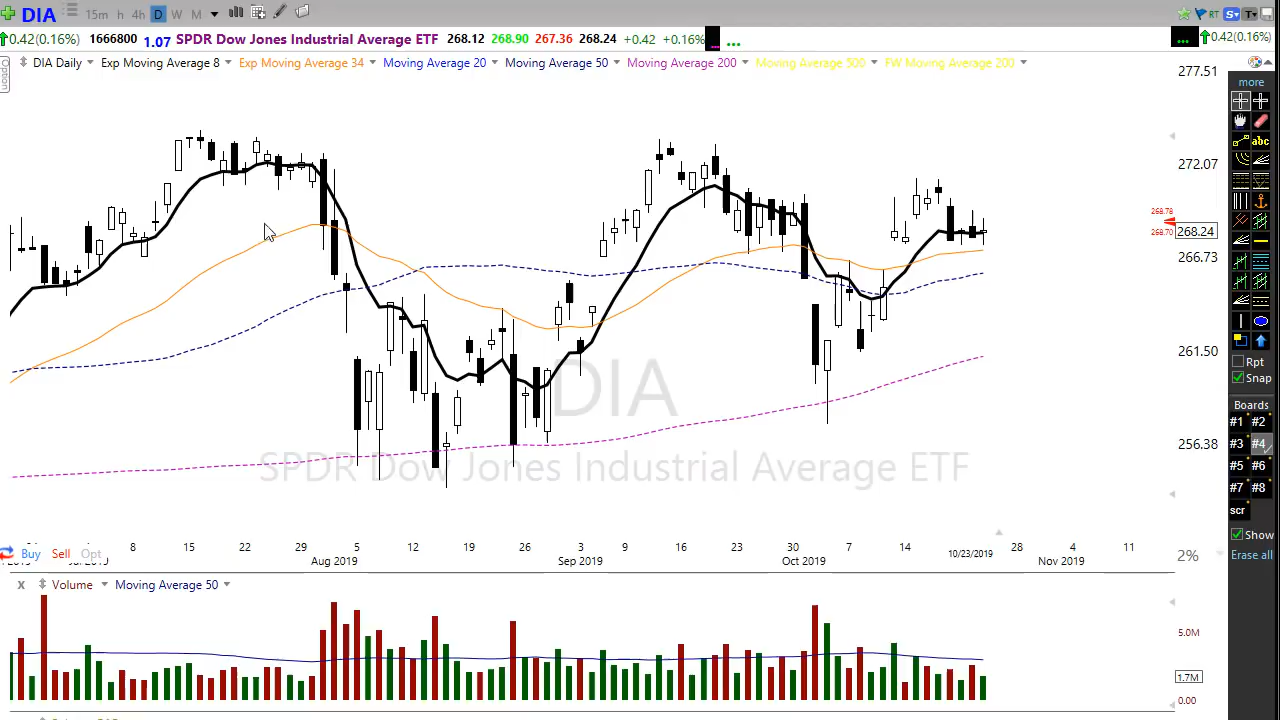 DIA 15m h 4h D W M RT S T
0.42(0.16%) 1666800 1.07 SPDR Dow Jones Industrial Average ETF 268.12 268.90 267.36 268.24 +0.42 +0.16% ... ... 0.42(0.16%)
Option
DIA Daily Exp Moving Average 8 Exp Moving Average 34 Moving Average 20 Moving Average 50 Moving Average 200 Moving Average 500 FW Moving Average 200
277.51
272.07
268.78
268.70
268.24
266.73
261.50
256.38
2%
DIA
SPDR Dow Jones Industrial Average ETF
more
abc
Rpt
Snap
Boards
#1 #2
#3 #4
#5 #6
#7 #8
scr
Show
Erase all
Buy Sell Opt
8 15 22 29 5 12 19 26 3 9 16 23 30 7 14 10/23/2019 28 4 11
Aug 2019 Sep 2019 Oct 2019 Nov 2019
X Volume Moving Average 50
5.0M
1.7M
0.00